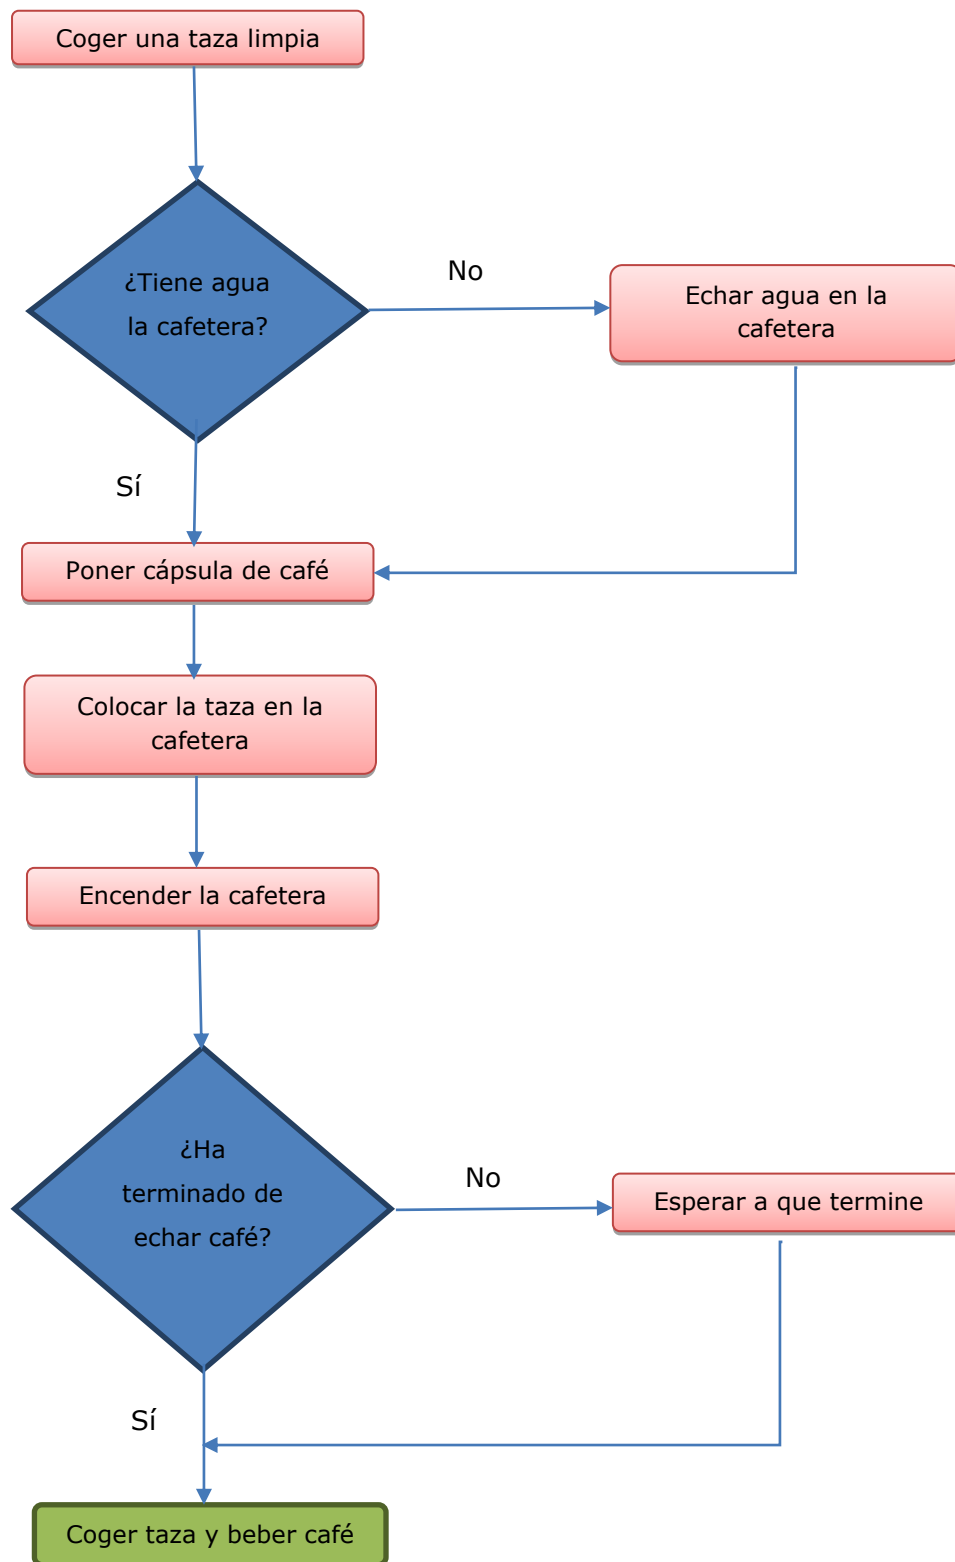 Coger una taza limpia
¿Tiene agua
la cafetera?
No
Echar agua en la
cafetera
Sí
Poner cápsula de café
Colocar la taza en la
cafetera
Encender la cafetera
¿Ha
terminado de
echar café?
No
Esperar a que termine
Sí
Coger taza y beber café